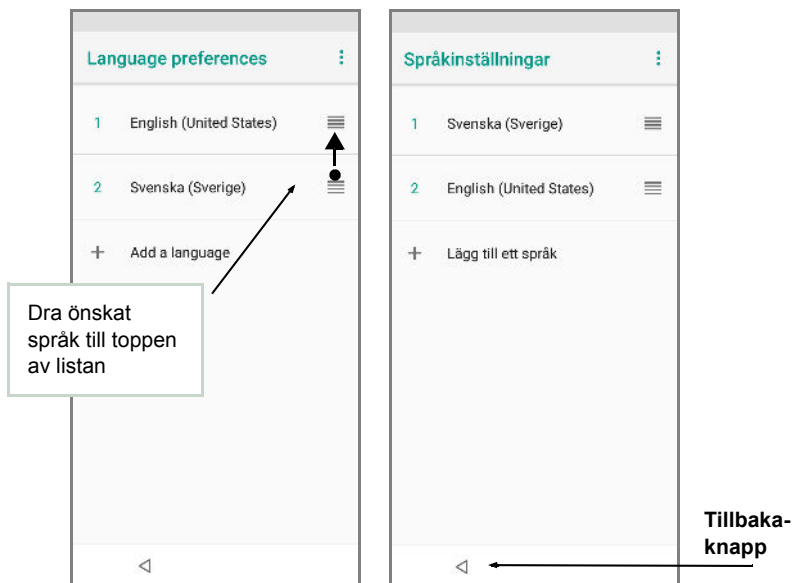 Language preferences
1 English (United States)
2 Svenska (Sverige)
+ Add a language
Dra önskat
språk till toppen
av listan
Språkinställningar
1 Svenska (Sverige)
2 English (United States)
+ Lägg till ett språk
Tillbaka-
knapp